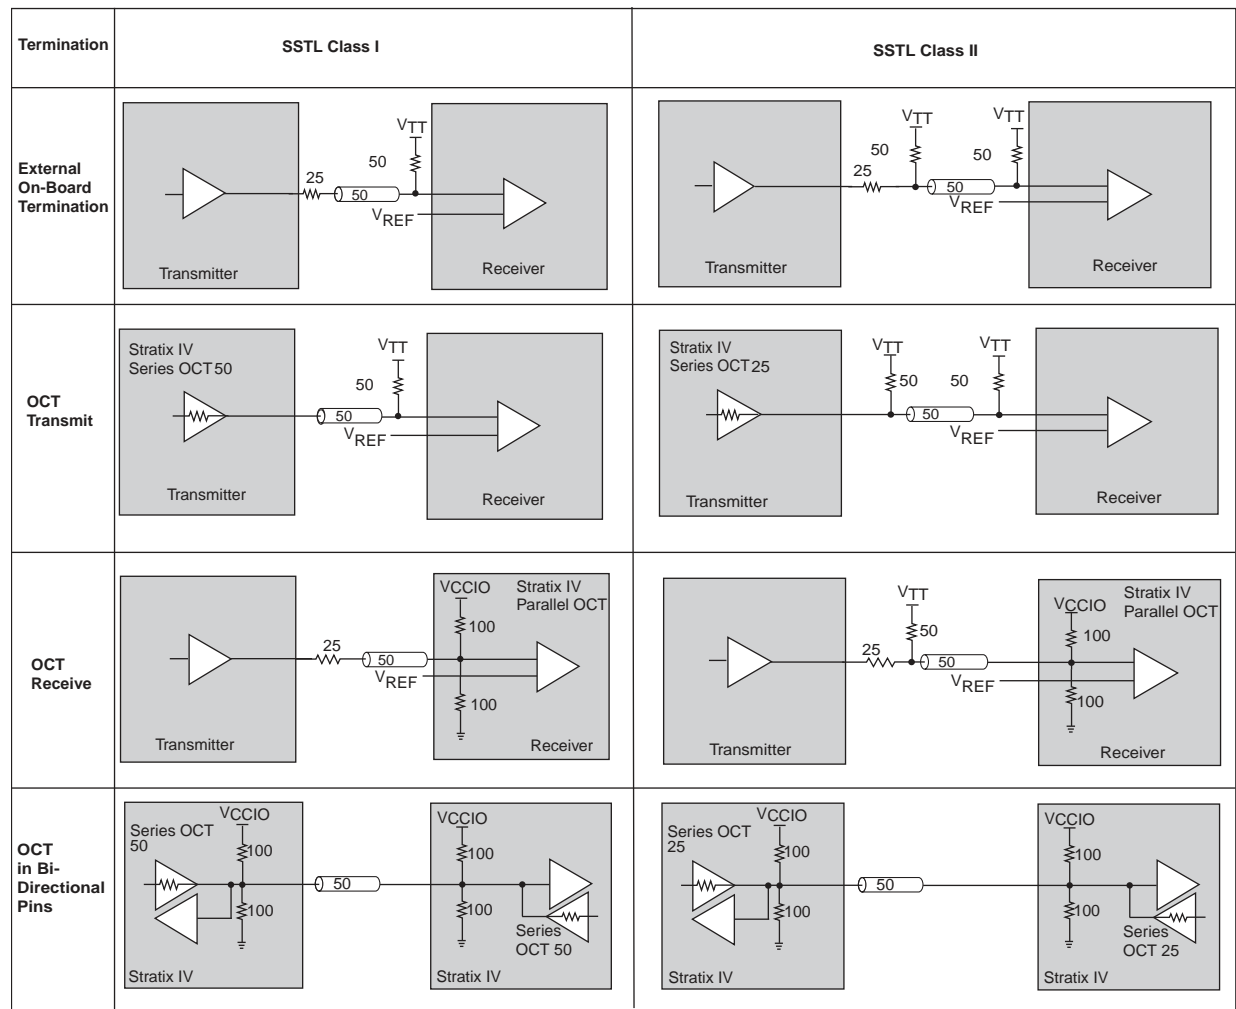 Termination
SSTL Class I
SSTL Class II
External
On-Board
Termination
VTT
50
25
50
VREF
Transmitter
Receiver
VTT
VTT
50
50
25
50
VREF
Transmitter
Receiver
OCT
Transmit
Stratix IV
Series OCT 50
VTT
50
50
VREF
Transmitter
Receiver
Stratix IV
Series OCT 25
VTT
VTT
50
50
50
VREF
Transmitter
Receiver
OCT
Receive
VCCIO
Stratix IV
Parallel OCT
100
25
50
VREF
100
Transmitter
Receiver
VTT
VCCIO
Stratix IV
Parallel OCT
50
100
25
50
VREF
100
Transmitter
Receiver
OCT
in Bi-
Directional
Pins
Series OCT
50
VCCIO
100
100
50
Stratix IV
VCCIO
100
100
Series
OCT 50
Stratix IV
Series OCT
25
VCCIO
100
100
50
Stratix IV
VCCIO
100
100
Series
OCT 25
Stratix IV